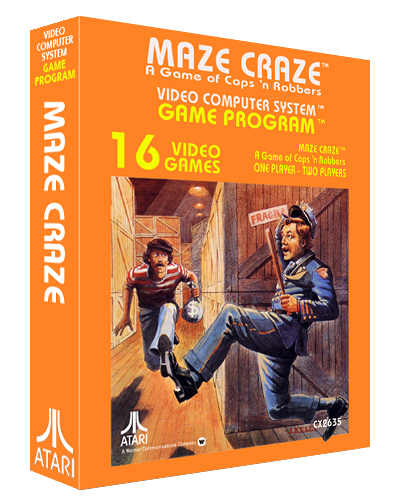 VIDEO
COMPUTER
SYSTEM
GAME
PROGRAM
MAZE CRAZE
ATARI
MAZE CRAZE™
A Game of Cops 'n Robbers
VIDEO COMPUTER SYSTEM™
GAME PROGRAM™
16 VIDEO
GAMES
MAZE CRAZE™
A Game of Cops 'n Robbers
ONE PLAYER - TWO PLAYERS
FRAGILE
ATARI
A Warner Communications Company
CX2635